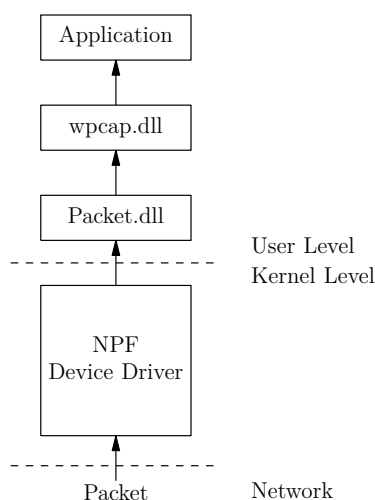 Application
wpcap.dll
Packet.dll
User Level
Kernel Level
NPF
Device Driver
Packet
Network